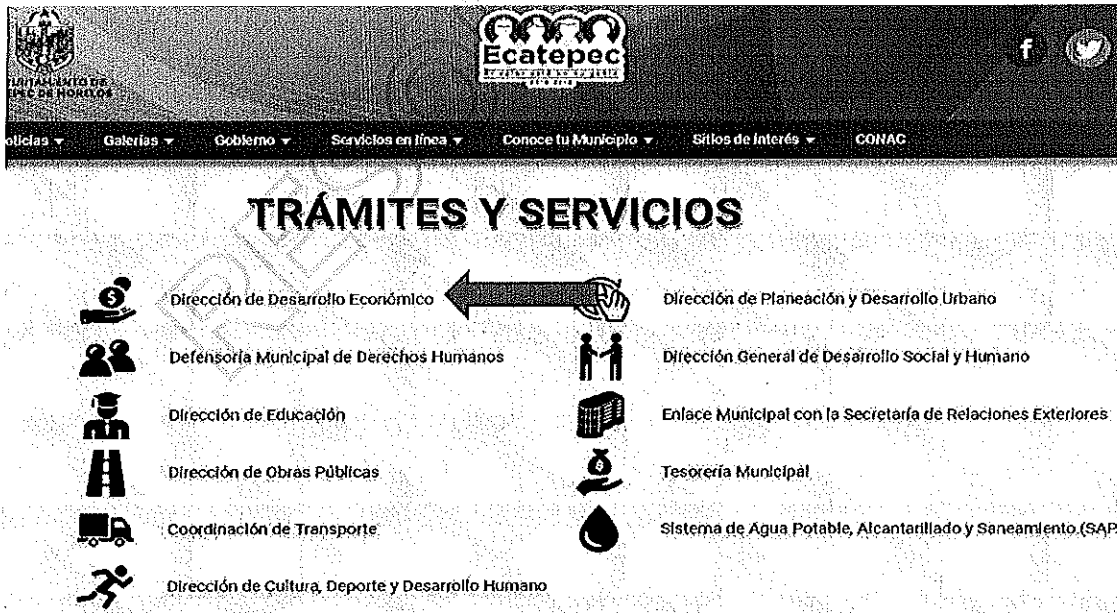 Ecatepec
Noticias
Galerías
Gobierno
Servicios en línea
Conoce tu Municipio
Sitios de interés
CONAC
TRÁMITES Y SERVICIOS
Dirección de Desarrollo Económico
Dirección de Planeación y Desarrollo Urbano
Defensoría Municipal de Derechos Humanos
Dirección General de Desarrollo Social y Humano
Dirección de Educación
Enlace Municipal con la Secretaría de Relaciones Exteriores
Dirección de Obras Públicas
Tesorería Municipal
Coordinación de Transporte
Sistema de Agua Potable, Alcantarillado y Saneamiento (SAP
Dirección de Cultura, Deporte y Desarrollo Humano